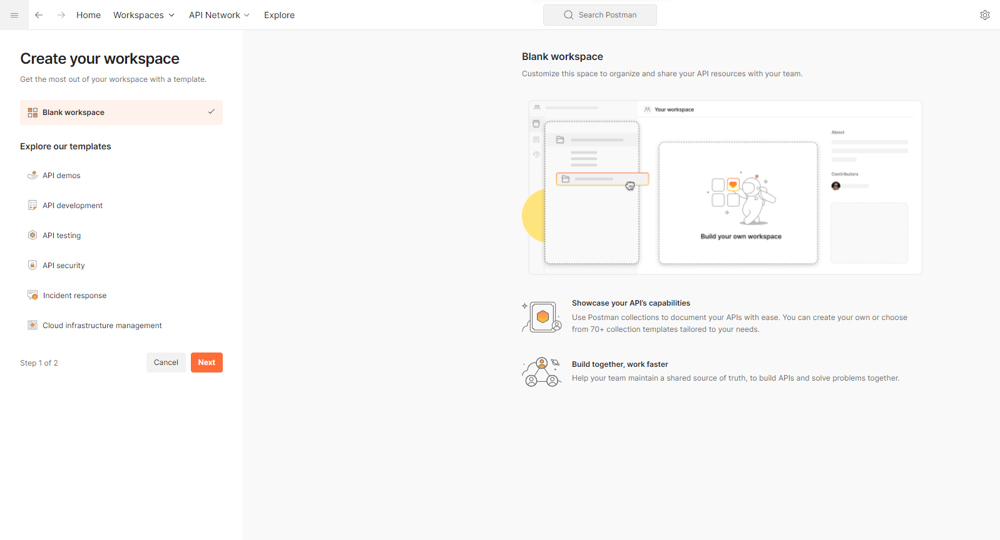 Home
Workspaces
API Network
Explore
Search Postman
Create your workspace
Get the most out of your workspace with a template.
Blank workspace
Explore our templates
API demos
API development
API testing
API security
Incident response
Cloud infrastructure management
Step 1 of 2
Cancel
Next
Blank workspace
Customize this space to organize and share your API resources with your team.
Your workspace
About
Contributors
Build your own workspace
Showcase your API's capabilities
Use Postman collections to document your APIs with ease. You can create your own or choose
from 70+ collection templates tailored to your needs.
Build together, work faster
Help your team maintain a shared source of truth, to build APIs and solve problems together.